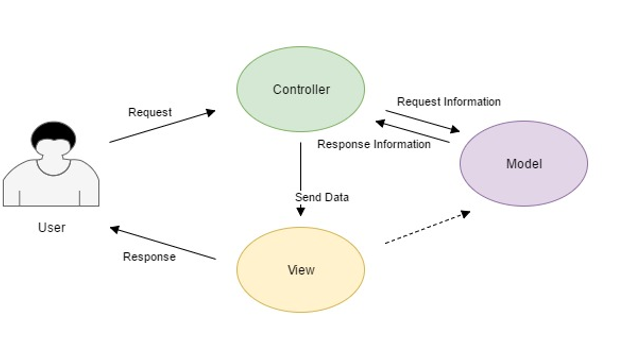 Controller
Request Information
Request
Response Information
Model
Send Data
User
Response
View